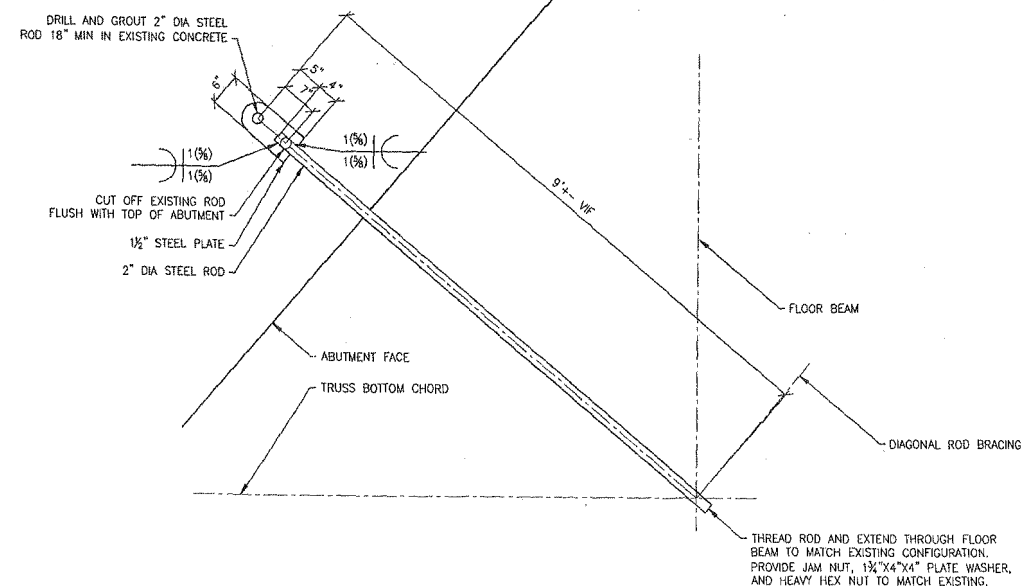 DRILL AND GROUT 2" DIA STEEL
ROD 18" MIN IN EXISTING CONCRETE
6"
5"
7"
4"
1(⅝)
1(⅝)
1(⅝)
1(⅝)
CUT OFF EXISTING ROD
FLUSH WITH TOP OF ABUTMENT
1½" STEEL PLATE
2" DIA STEEL ROD
9'+- VIF
FLOOR BEAM
ABUTMENT FACE
TRUSS BOTTOM CHORD
DIAGONAL ROD BRACING
THREAD ROD AND EXTEND THROUGH FLOOR
BEAM TO MATCH EXISTING CONFIGURATION.
PROVIDE JAM NUT, 1¾"X4"X4" PLATE WASHER,
AND HEAVY HEX NUT TO MATCH EXISTING.